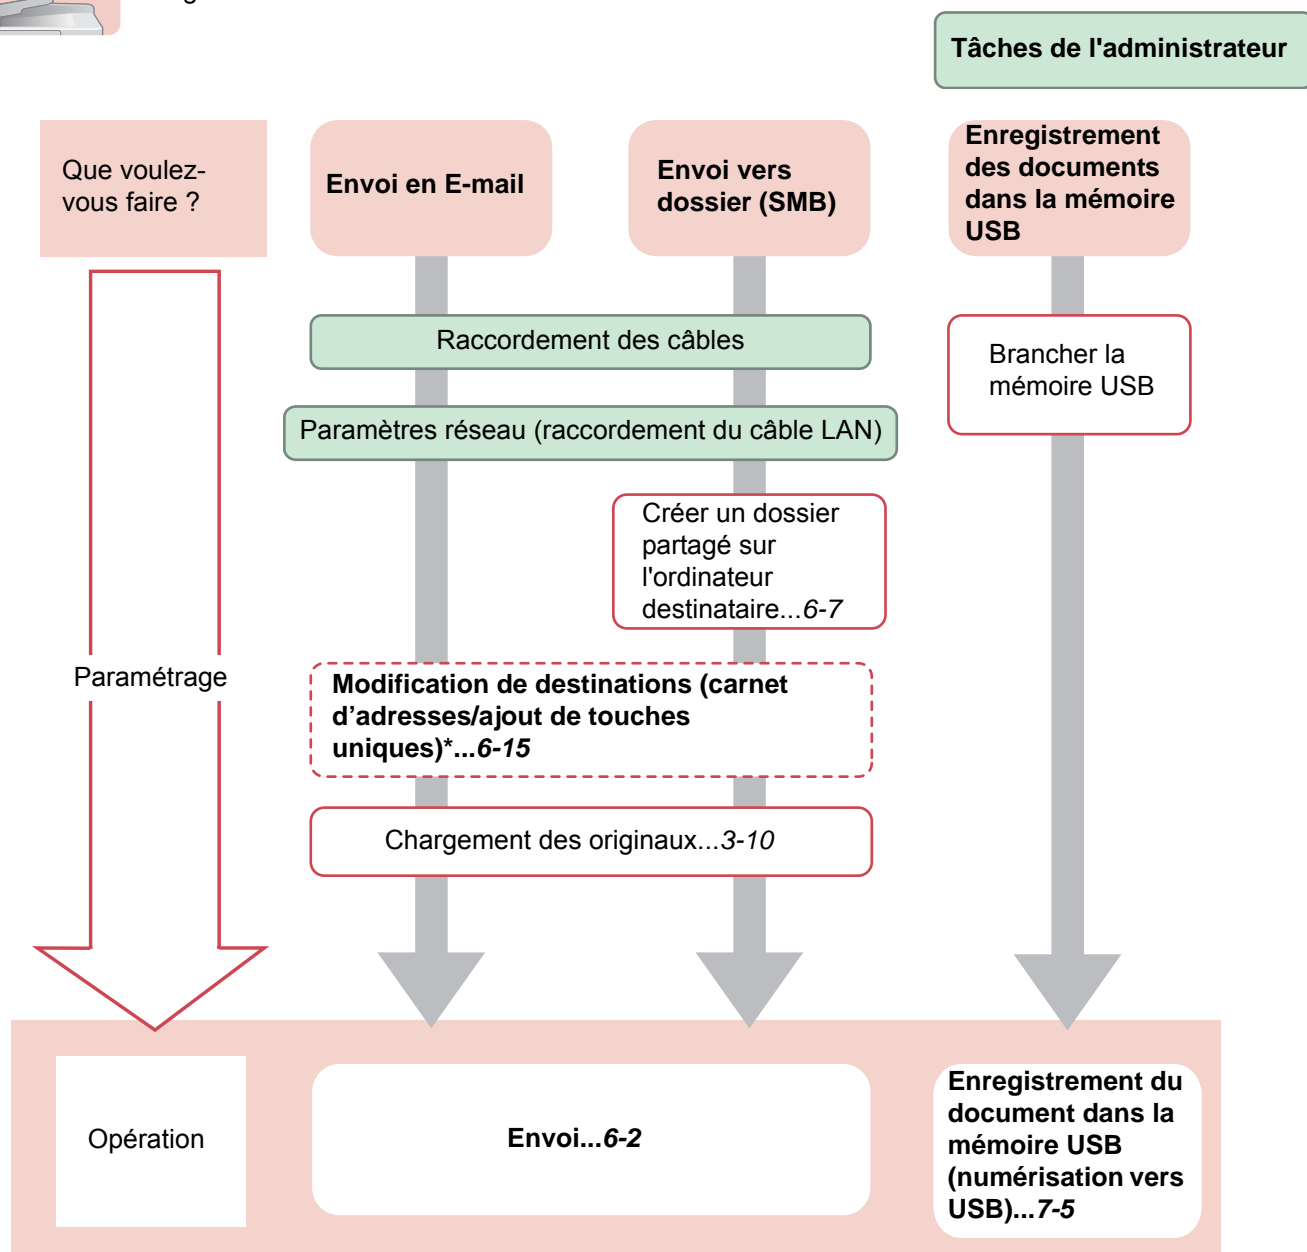 Tâches de l'administrateur
Que voulez-
vous faire ?
Envoi en E-mail
Envoi vers
dossier (SMB)
Enregistrement
des documents
dans la mémoire
USB
Raccordement des câbles
Brancher la
mémoire USB
Paramètres réseau (raccordement du câble LAN)
Créer un dossier
partagé sur
l'ordinateur
destinataire...6-7
Paramétrage
Modification de destinations (carnet
d’adresses/ajout de touches
uniques)*...6-15
Chargement des originaux...3-10
Opération
Envoi...6-2
Enregistrement du
document dans la
mémoire USB
(numérisation vers
USB)...7-5